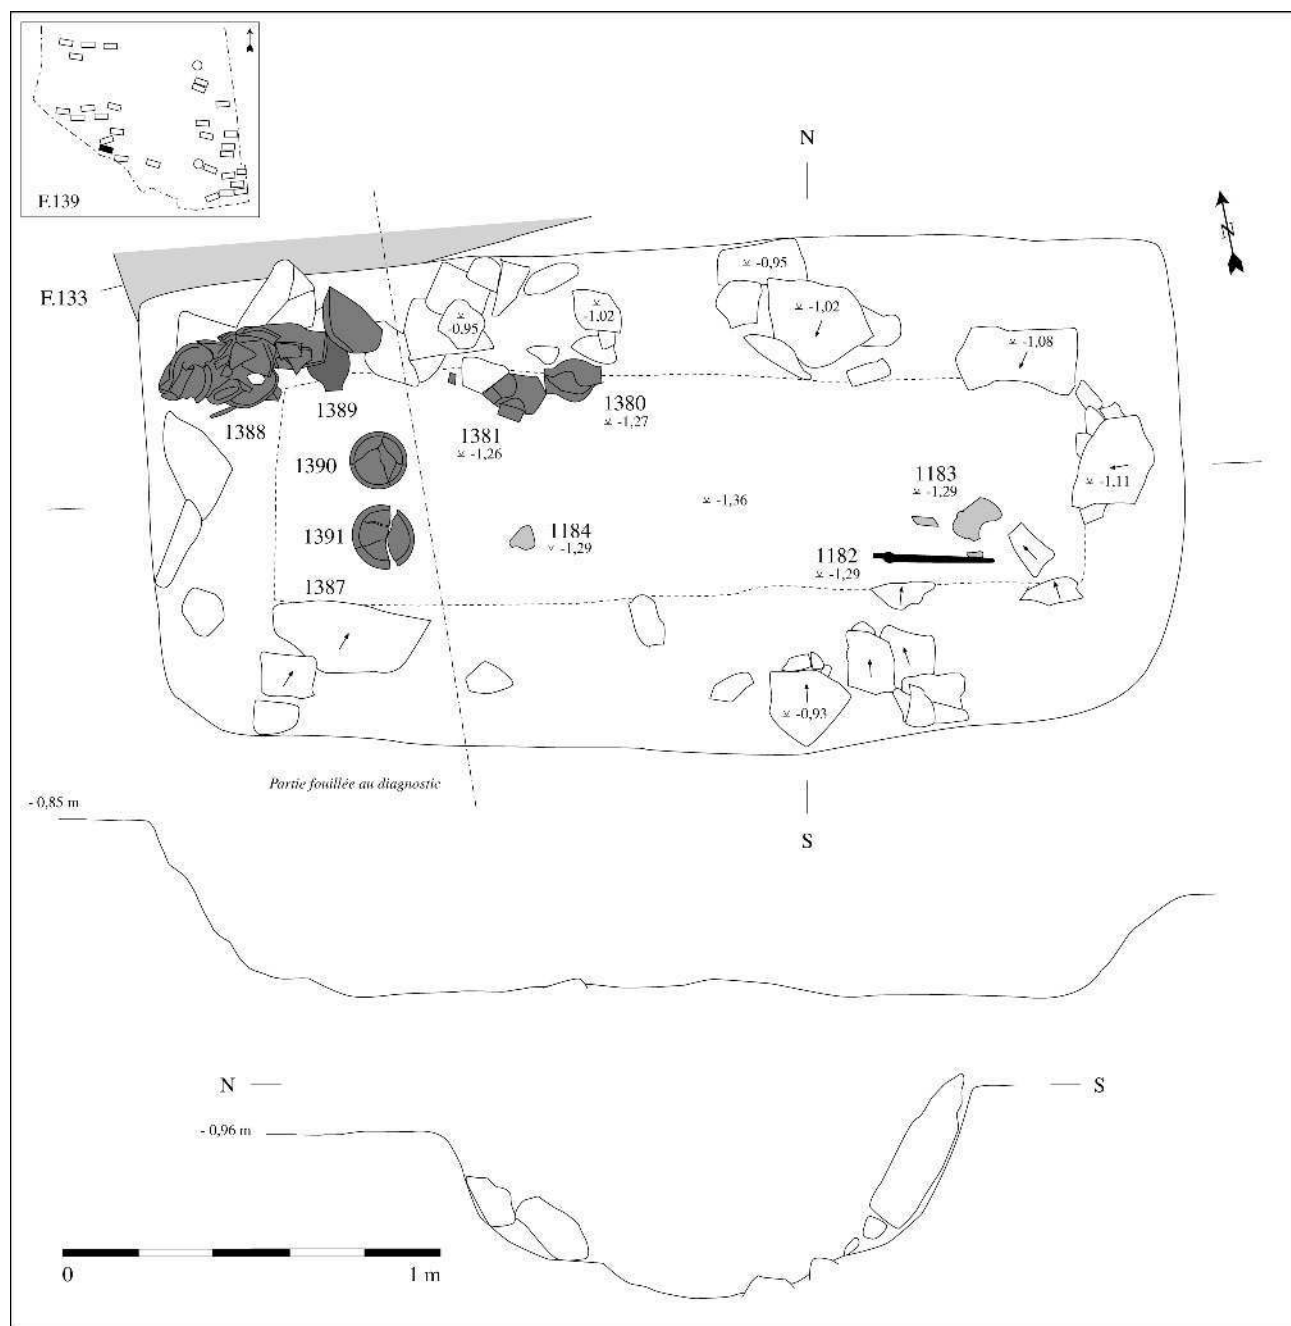 F.139
N
N
F.133
-0,95
-1,02
-0,95
-1,02
-1,08
1389
1388
1380
-1,27
1381
-1,26
1390
-1,11
1183
-1,29
-1,36
1391
1184
-1,29
1182
-1,29
1387
-0,93
Partie fouillée au diagnostic
- 0,85 m
S
N
S
- 0,96 m
0
1 m